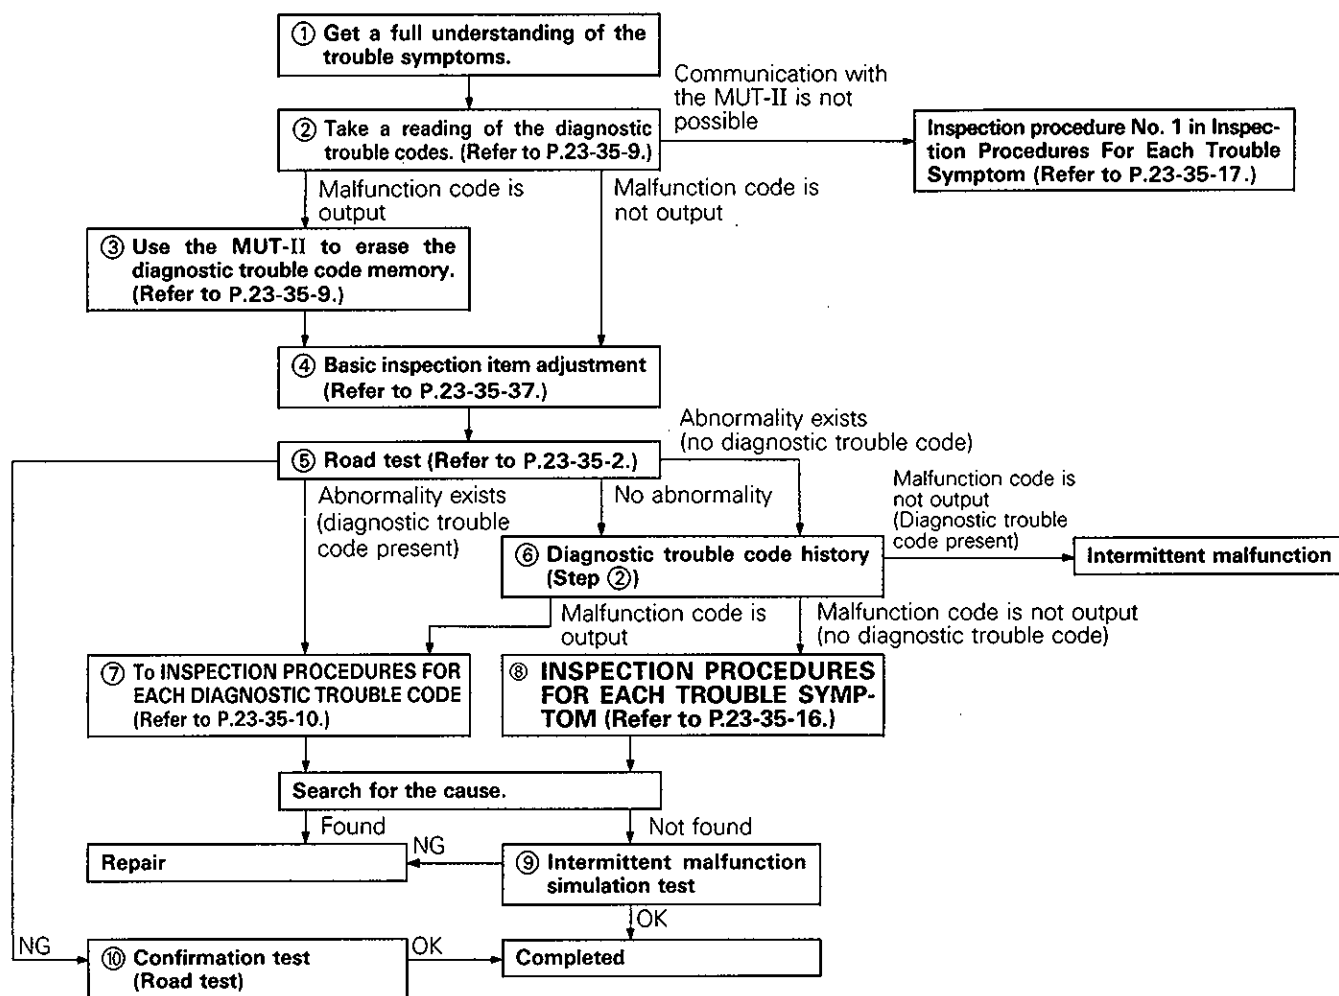 ① Get a full understanding of the
trouble symptoms.
Communication with
the MUT-II is not
possible
② Take a reading of the diagnostic
trouble codes. (Refer to P.23-35-9.)
Inspection procedure No. 1 in Inspec-
tion Procedures For Each Trouble
Symptom (Refer to P.23-35-17.)
Malfunction code is
output
Malfunction code is
not output
③ Use the MUT-II to erase the
diagnostic trouble code memory.
(Refer to P.23-35-9.)
④ Basic inspection item adjustment
(Refer to P.23-35-37.)
Abnormality exists
(no diagnostic trouble code)
⑤ Road test (Refer to P.23-35-2.)
Abnormality exists
(diagnostic trouble
code present)
No abnormality
Malfunction code is
not output
(Diagnostic trouble
code present)
⑥ Diagnostic trouble code history
(Step ②)
Intermittent malfunction
Malfunction code is
output
Malfunction code is not output
(no diagnostic trouble code)
⑦ To INSPECTION PROCEDURES FOR
EACH DIAGNOSTIC TROUBLE CODE
(Refer to P.23-35-10.)
⑧ INSPECTION PROCEDURES
FOR EACH TROUBLE SYMP-
TOM (Refer to P.23-35-16.)
Search for the cause.
Found
Not found
Repair
NG
⑨ Intermittent malfunction
simulation test
OK
NG
⑩ Confirmation test
(Road test)
OK
Completed